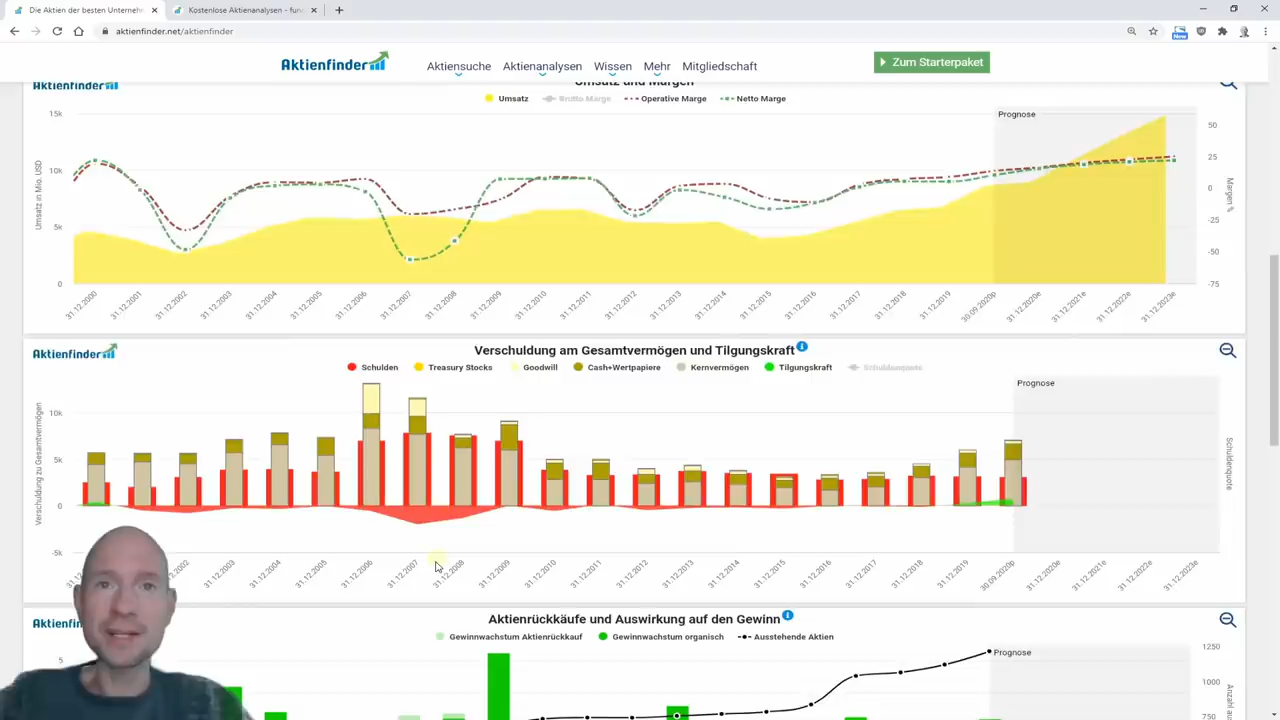 Die Aktien der besten Unternehm
Kostenlose Aktienanalysen - fun
aktienfinder.net/aktienfinder
New
Aktienfinder
Aktiensuche
Aktienanalysen
Wissen
Mehr
Mitgliedschaft
Zum Starterpaket
Aktienfinder
Umsatz und Margen
Umsatz
Brutto Marge
Operative Marge
Netto Marge
Prognose
15k
10k
5k
0
Umsatz in Mio. USD
50
25
0
-25
-50
-75
Margen %
31.12.2000
31.12.2001
31.12.2002
31.12.2003
31.12.2004
31.12.2005
31.12.2006
31.12.2007
31.12.2008
31.12.2009
31.12.2010
31.12.2011
31.12.2012
31.12.2013
31.12.2014
31.12.2015
31.12.2016
31.12.2017
31.12.2018
31.12.2019
30.09.2020p
31.12.2020e
31.12.2021e
31.12.2022e
31.12.2023e
Aktienfinder
Verschuldung am Gesamtvermögen und Tilgungskraft
Schulden
Treasury Stocks
Goodwill
Cash+Wertpapiere
Kernvermögen
Tilgungskraft
Schuldenquote
Prognose
10k
5k
0
-5k
Verschuldung zu Gesamtvermögen
Schuldenquote
31.12.2002
31.12.2003
31.12.2004
31.12.2005
31.12.2006
31.12.2007
31.12.2008
31.12.2009
31.12.2010
31.12.2011
31.12.2012
31.12.2013
31.12.2014
31.12.2015
31.12.2016
31.12.2017
31.12.2018
31.12.2019
30.09.2020p
31.12.2020e
31.12.2021e
31.12.2022e
31.12.2023e
Aktienfin
Aktienrückkäufe und Auswirkung auf den Gewinn
Gewinnwachstum Aktienrückkauf
Gewinnwachstum organisch
Ausstehende Aktien
Prognose
5
1250
1000
750
Anzahl au